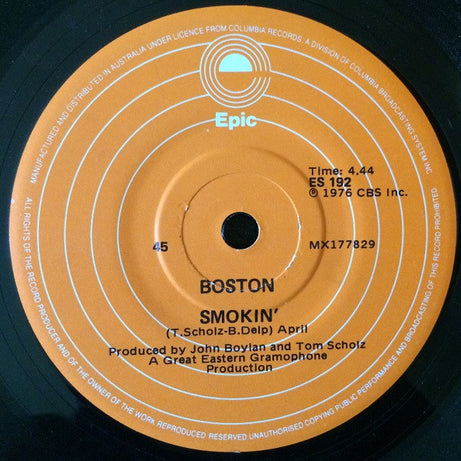 MANUFACTURED AND DISTRIBUTED IN AUSTRALIA UNDER LICENCE FROM COLUMBIA RECORDS, A DIVISION OF COLUMBIA BROADCASTING SYSTEM INC
Epic
Time: 4.44
ES 192
℗ 1976 CBS Inc.
45
MX177829
BOSTON
SMOKIN'
(T.Scholz-B.Delp) April
Produced by John Boylan and Tom Scholz
A Great Eastern Gramophone
Production
ALL RIGHTS OF THE RECORD PRODUCER AND OF THE OWNER OF THE WORK REPRODUCED RESERVED UNAUTHORISED COPYING PUBLIC PERFORMANCE AND BROADCASTING OF THIS RECORD PROHIBITED